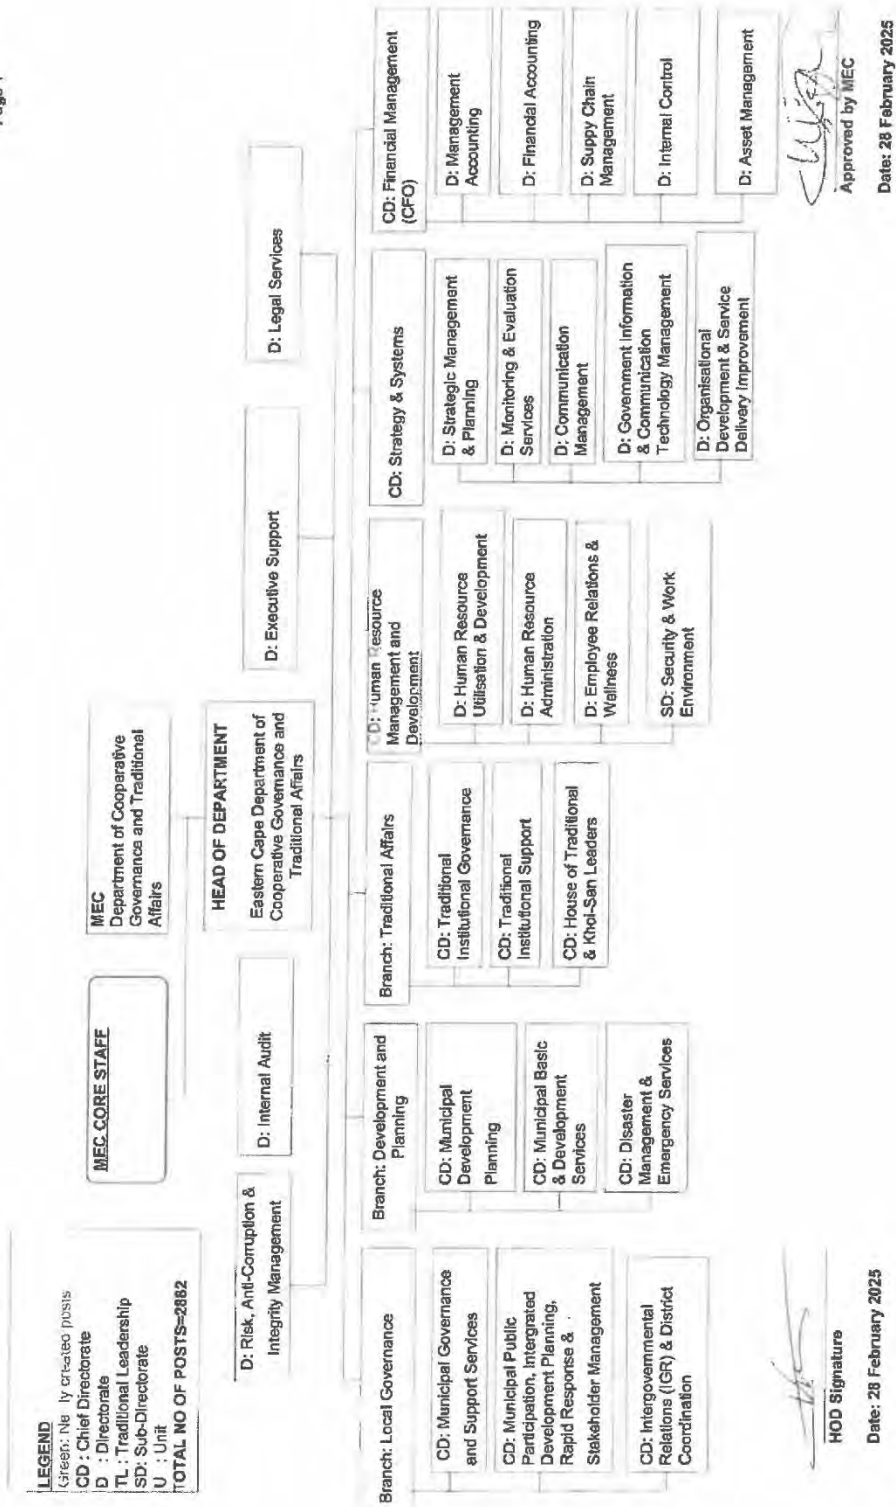 LEGEND
CD : Chief Directorate
D : Directorate
TL : Traditional Leadership
SD: Sub-Directorate
U : Unit
TOTAL NO OF POSTS=2882
MEC CORE STAFF
MEC
Department of Cooperative
Governance and Traditional
Affairs
HEAD OF DEPARTMENT
Eastern Cape Department of
Cooperative Governance and
Traditional Affairs
D: Risk, Anti-Corruption &
Integrity Management
D: Internal Audit
D: Executive Support
D: Legal Services
Branch: Local Governance
CD: Municipal Governance
and Support Services
CD: Municipal Public
Participation, Intergrated
Development Planning,
Rapid Response &
Stakeholder Management
CD: Intergovernmental
Relations (IGR) & District
Coordination
Branch: Development and
Planning
CD: Municipal
Development
Planning
CD: Municipal Basic
& Development
Services
CD: Disaster
Management &
Emergency Services
Branch: Traditional Affairs
CD: Traditional
Institutional Governance
CD: Traditional
Institutional Support
CD: House of Traditional
& Khoi-San Leaders
CD: Human Resource
Management and
Development
D: Human Resource
Utilisation & Development
D: Human Resource
Administration
D: Employee Relations &
Wellness
SD: Security & Work
Environment
CD: Strategy & Systems
D: Strategic Management
& Planning
D: Monitoring & Evaluation
Services
D: Communication
Management
D: Government Information
& Communication
Technology Management
D: Organisational
Development & Service
Delivery Improvement
CD: Financial Management
(CFO)
D: Management
Accounting
D: Financial Accounting
D: Suppy Chain
Management
D: Internal Control
D: Asset Management
HOD Signature
Date: 28 February 2025
Approved by MEC
Date: 28 February 2025